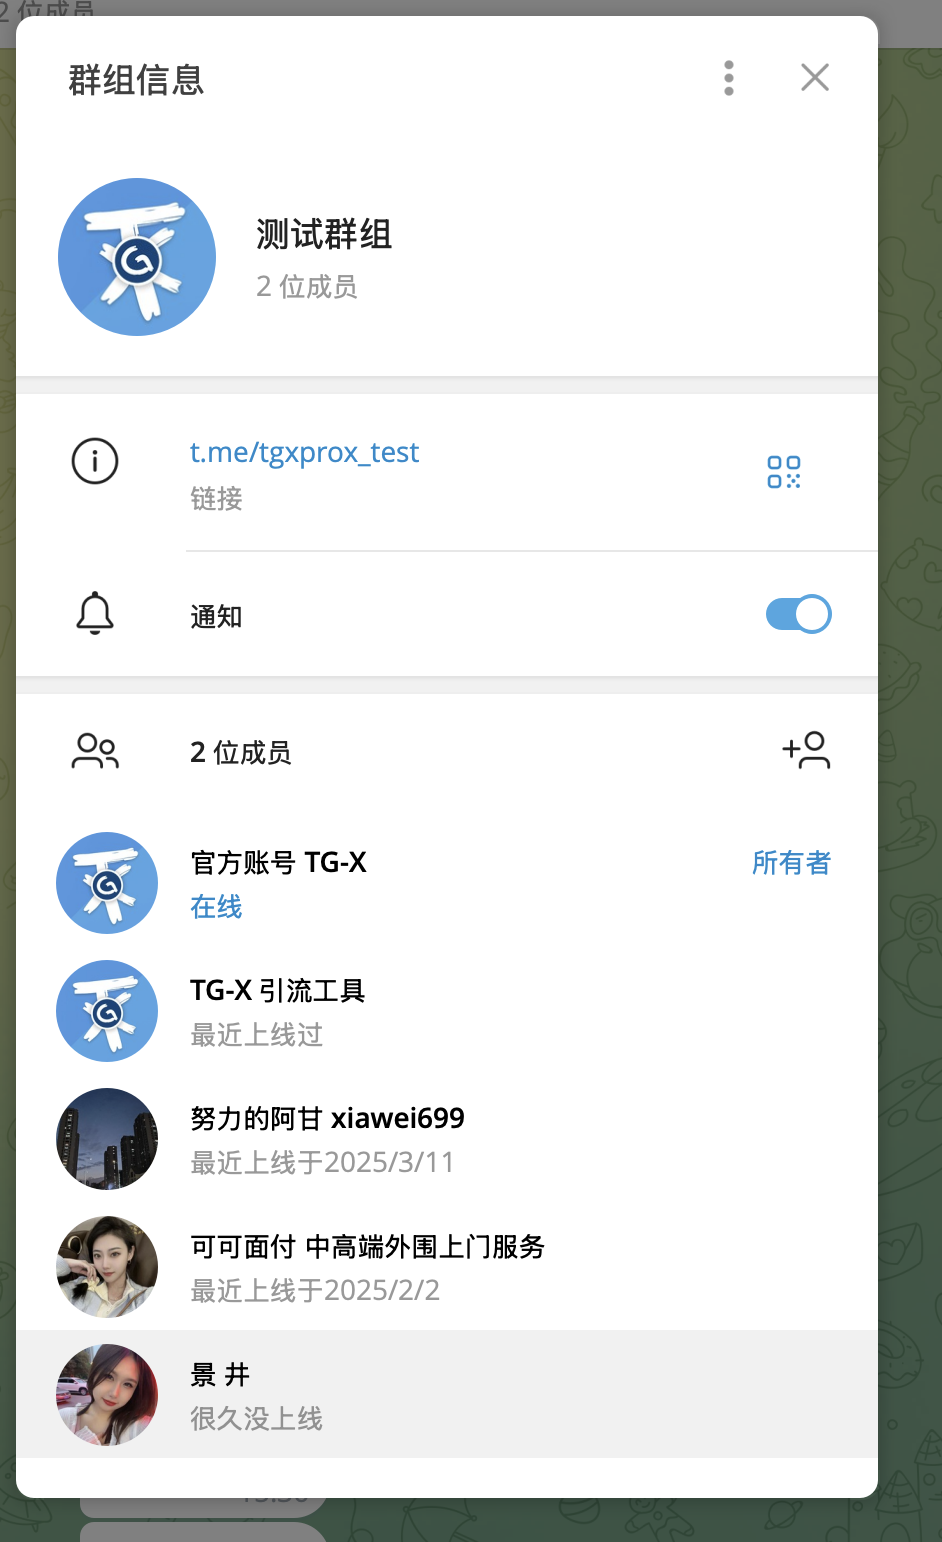 2 位成员
群组信息
测试群组
2 位成员
t.me/tgxprox_test
链接
通知
2 位成员
官方账号 TG-X
所有者
在线
TG-X 引流工具
最近上线过
努力的阿甘 xiawei699
最近上线于2025/3/11
可可面付 中高端外围上门服务
最近上线于2025/2/2
景 井
很久没上线